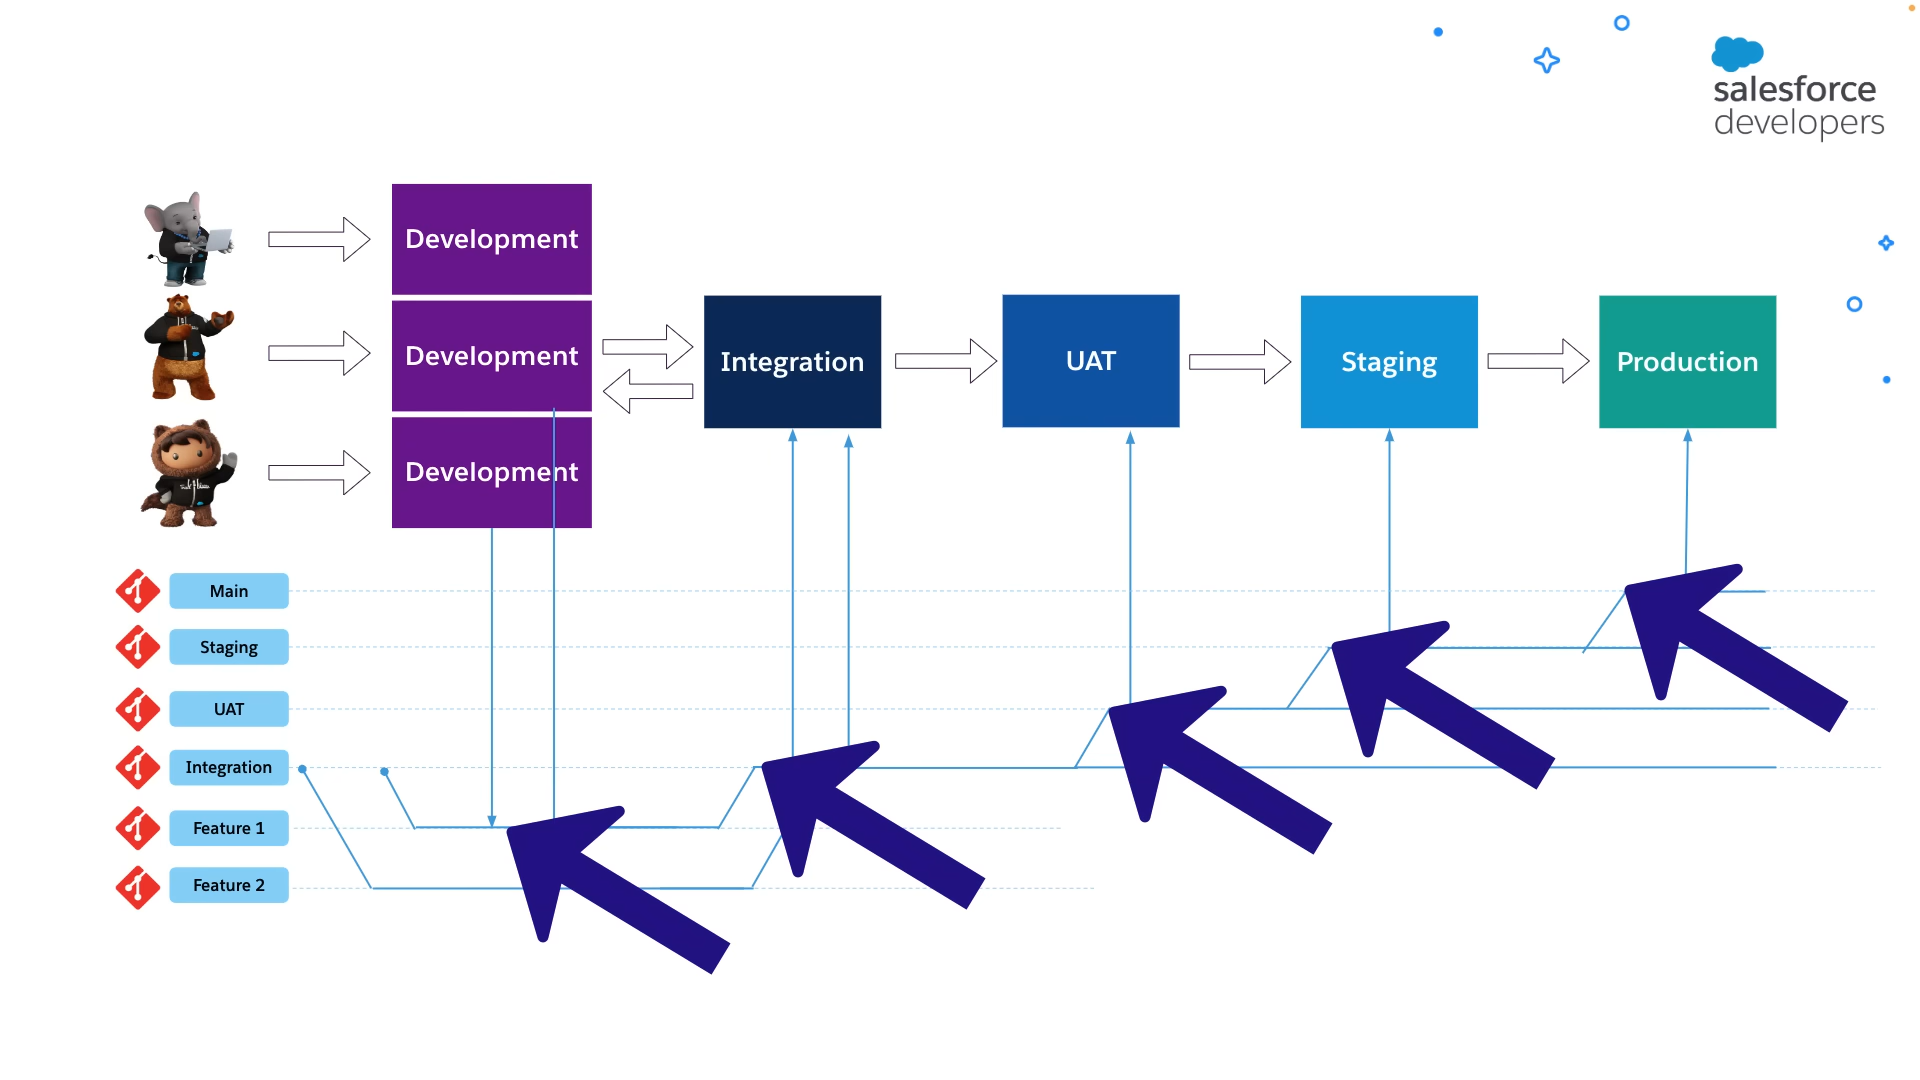 salesforce
developers
Development
Development
Development
Integration
UAT
Staging
Production
Main
Staging
UAT
Integration
Feature 1
Feature 2